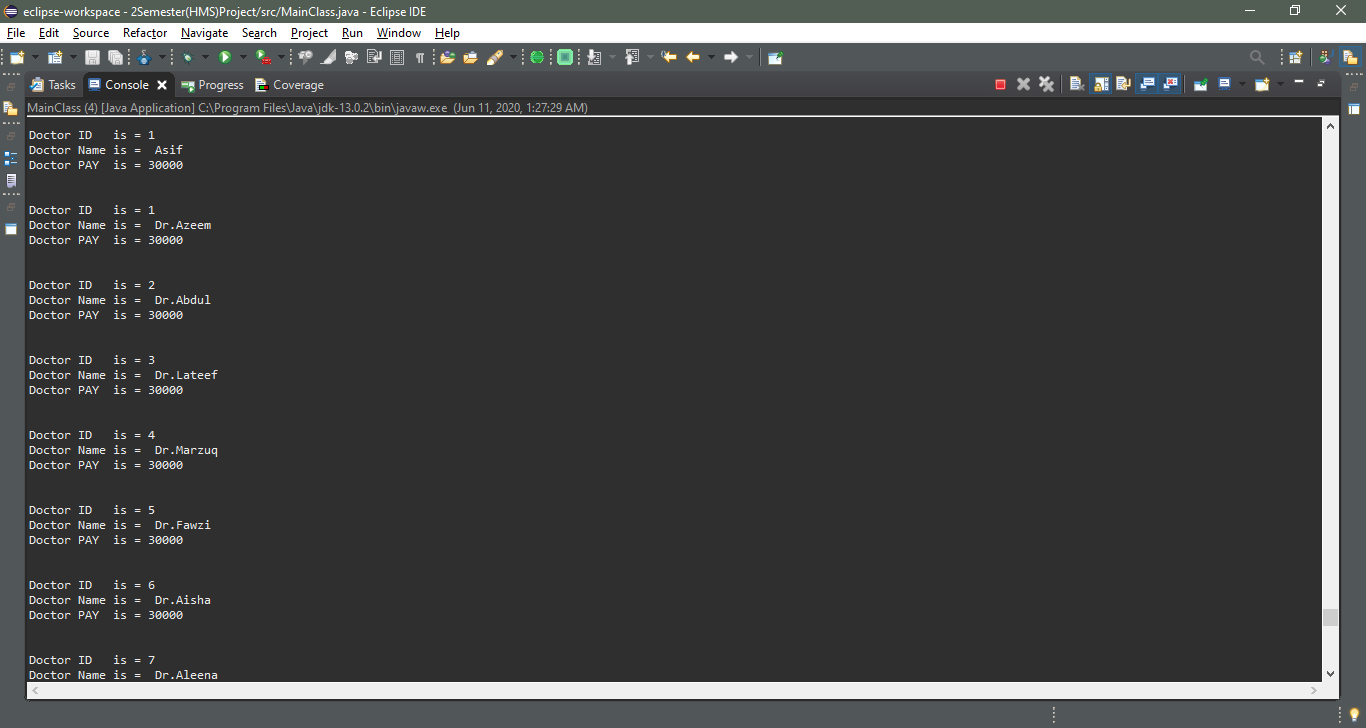 eclipse-workspace - 2Semester(HMS)Project/src/MainClass.java - Eclipse IDE
File Edit Source Refactor Navigate Search Project Run Window Help
Tasks Console Progress Coverage
MainClass (4) [Java Application] C:\Program Files\Java\jdk-13.0.2\bin\javaw.exe (Jun 11, 2020, 1:27:29 AM)
Doctor ID   is = 1
Doctor Name is =  Asif
Doctor PAY  is = 30000
Doctor ID   is = 1
Doctor Name is =  Dr.Azeem
Doctor PAY  is = 30000
Doctor ID   is = 2
Doctor Name is =  Dr.Abdul
Doctor PAY  is = 30000
Doctor ID   is = 3
Doctor Name is =  Dr.Lateef
Doctor PAY  is = 30000
Doctor ID   is = 4
Doctor Name is =  Dr.Marzuq
Doctor PAY  is = 30000
Doctor ID   is = 5
Doctor Name is =  Dr.Fawzi
Doctor PAY  is = 30000
Doctor ID   is = 6
Doctor Name is =  Dr.Aisha
Doctor PAY  is = 30000
Doctor ID   is = 7
Doctor Name is =  Dr.Aleena